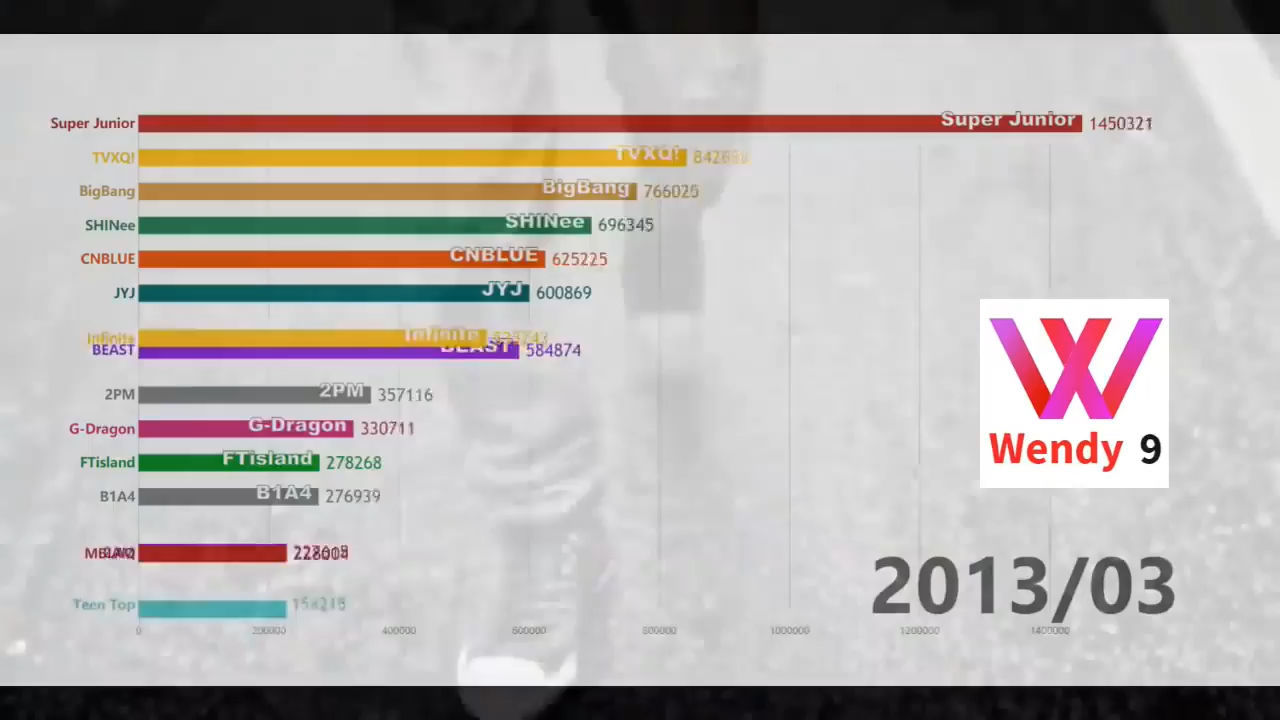 Super Junior Super Junior 1450321
TVXQ! TVXQ!
BigBang BigBang 766025
SHINee SHINee 696345
CNBLUE CNBLUE 625225
JYJ JYJ 600869
Infinite Infinite
BEAST BEAST 584874
2PM 2PM 357116
G-Dragon G-Dragon 330711
FTisland FTisland 278268
B1A4 B1A4 276939
Teen Top
0 200000 400000 600000 800000 1000000 1200000 1400000
Wendy 9
2013/03